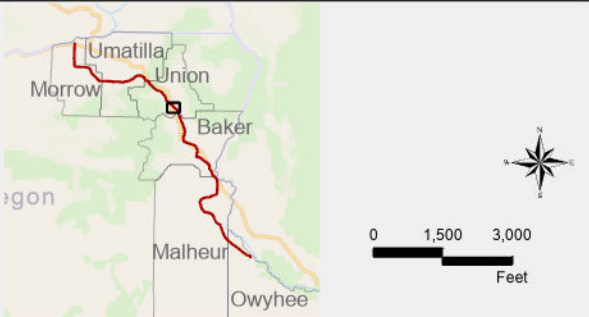 Umatilla
Union
Morrow
Baker
egon
Malheur
Owyhee
N
W
E
S
0 1,500 3,000
Feet